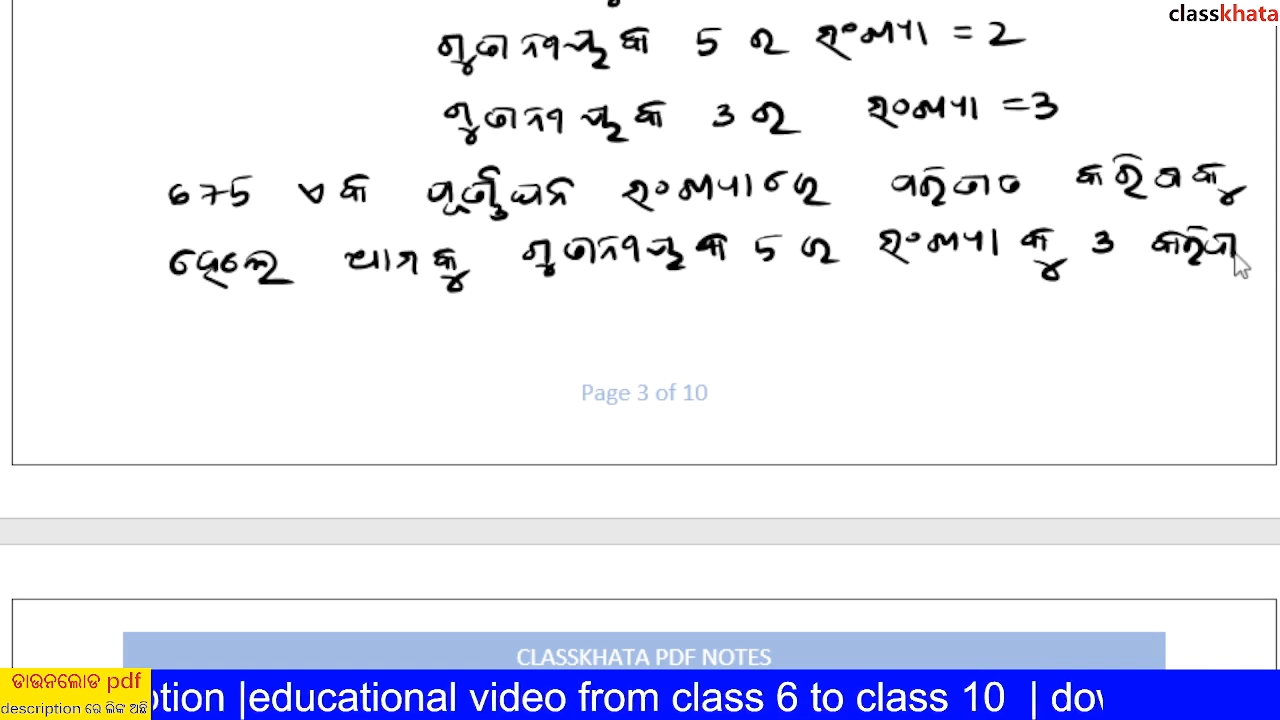 classkhata
ଗୁଣନୀୟକ 5 ର ସଂଖ୍ୟା = 2
ଗୁଣନୀୟକ 3 ର ସଂଖ୍ୟା = 3
675 ଏକ ପୂର୍ଣ୍ଣଘନ ସଂଖ୍ୟାରେ ପରିଣତ କରିବାକୁ
ହେଲେ ଆମକୁ ଗୁଣନୀୟକ 5 ର ସଂଖ୍ୟା କୁ 3 କରିବା
Page 3 of 10
CLASSKHATA PDF NOTES
ଡାଉନଲୋଡ pdf
description ରେ ଲିଙ୍କ ଅଛି
ption |educational video from class 6 to class 10 | dov